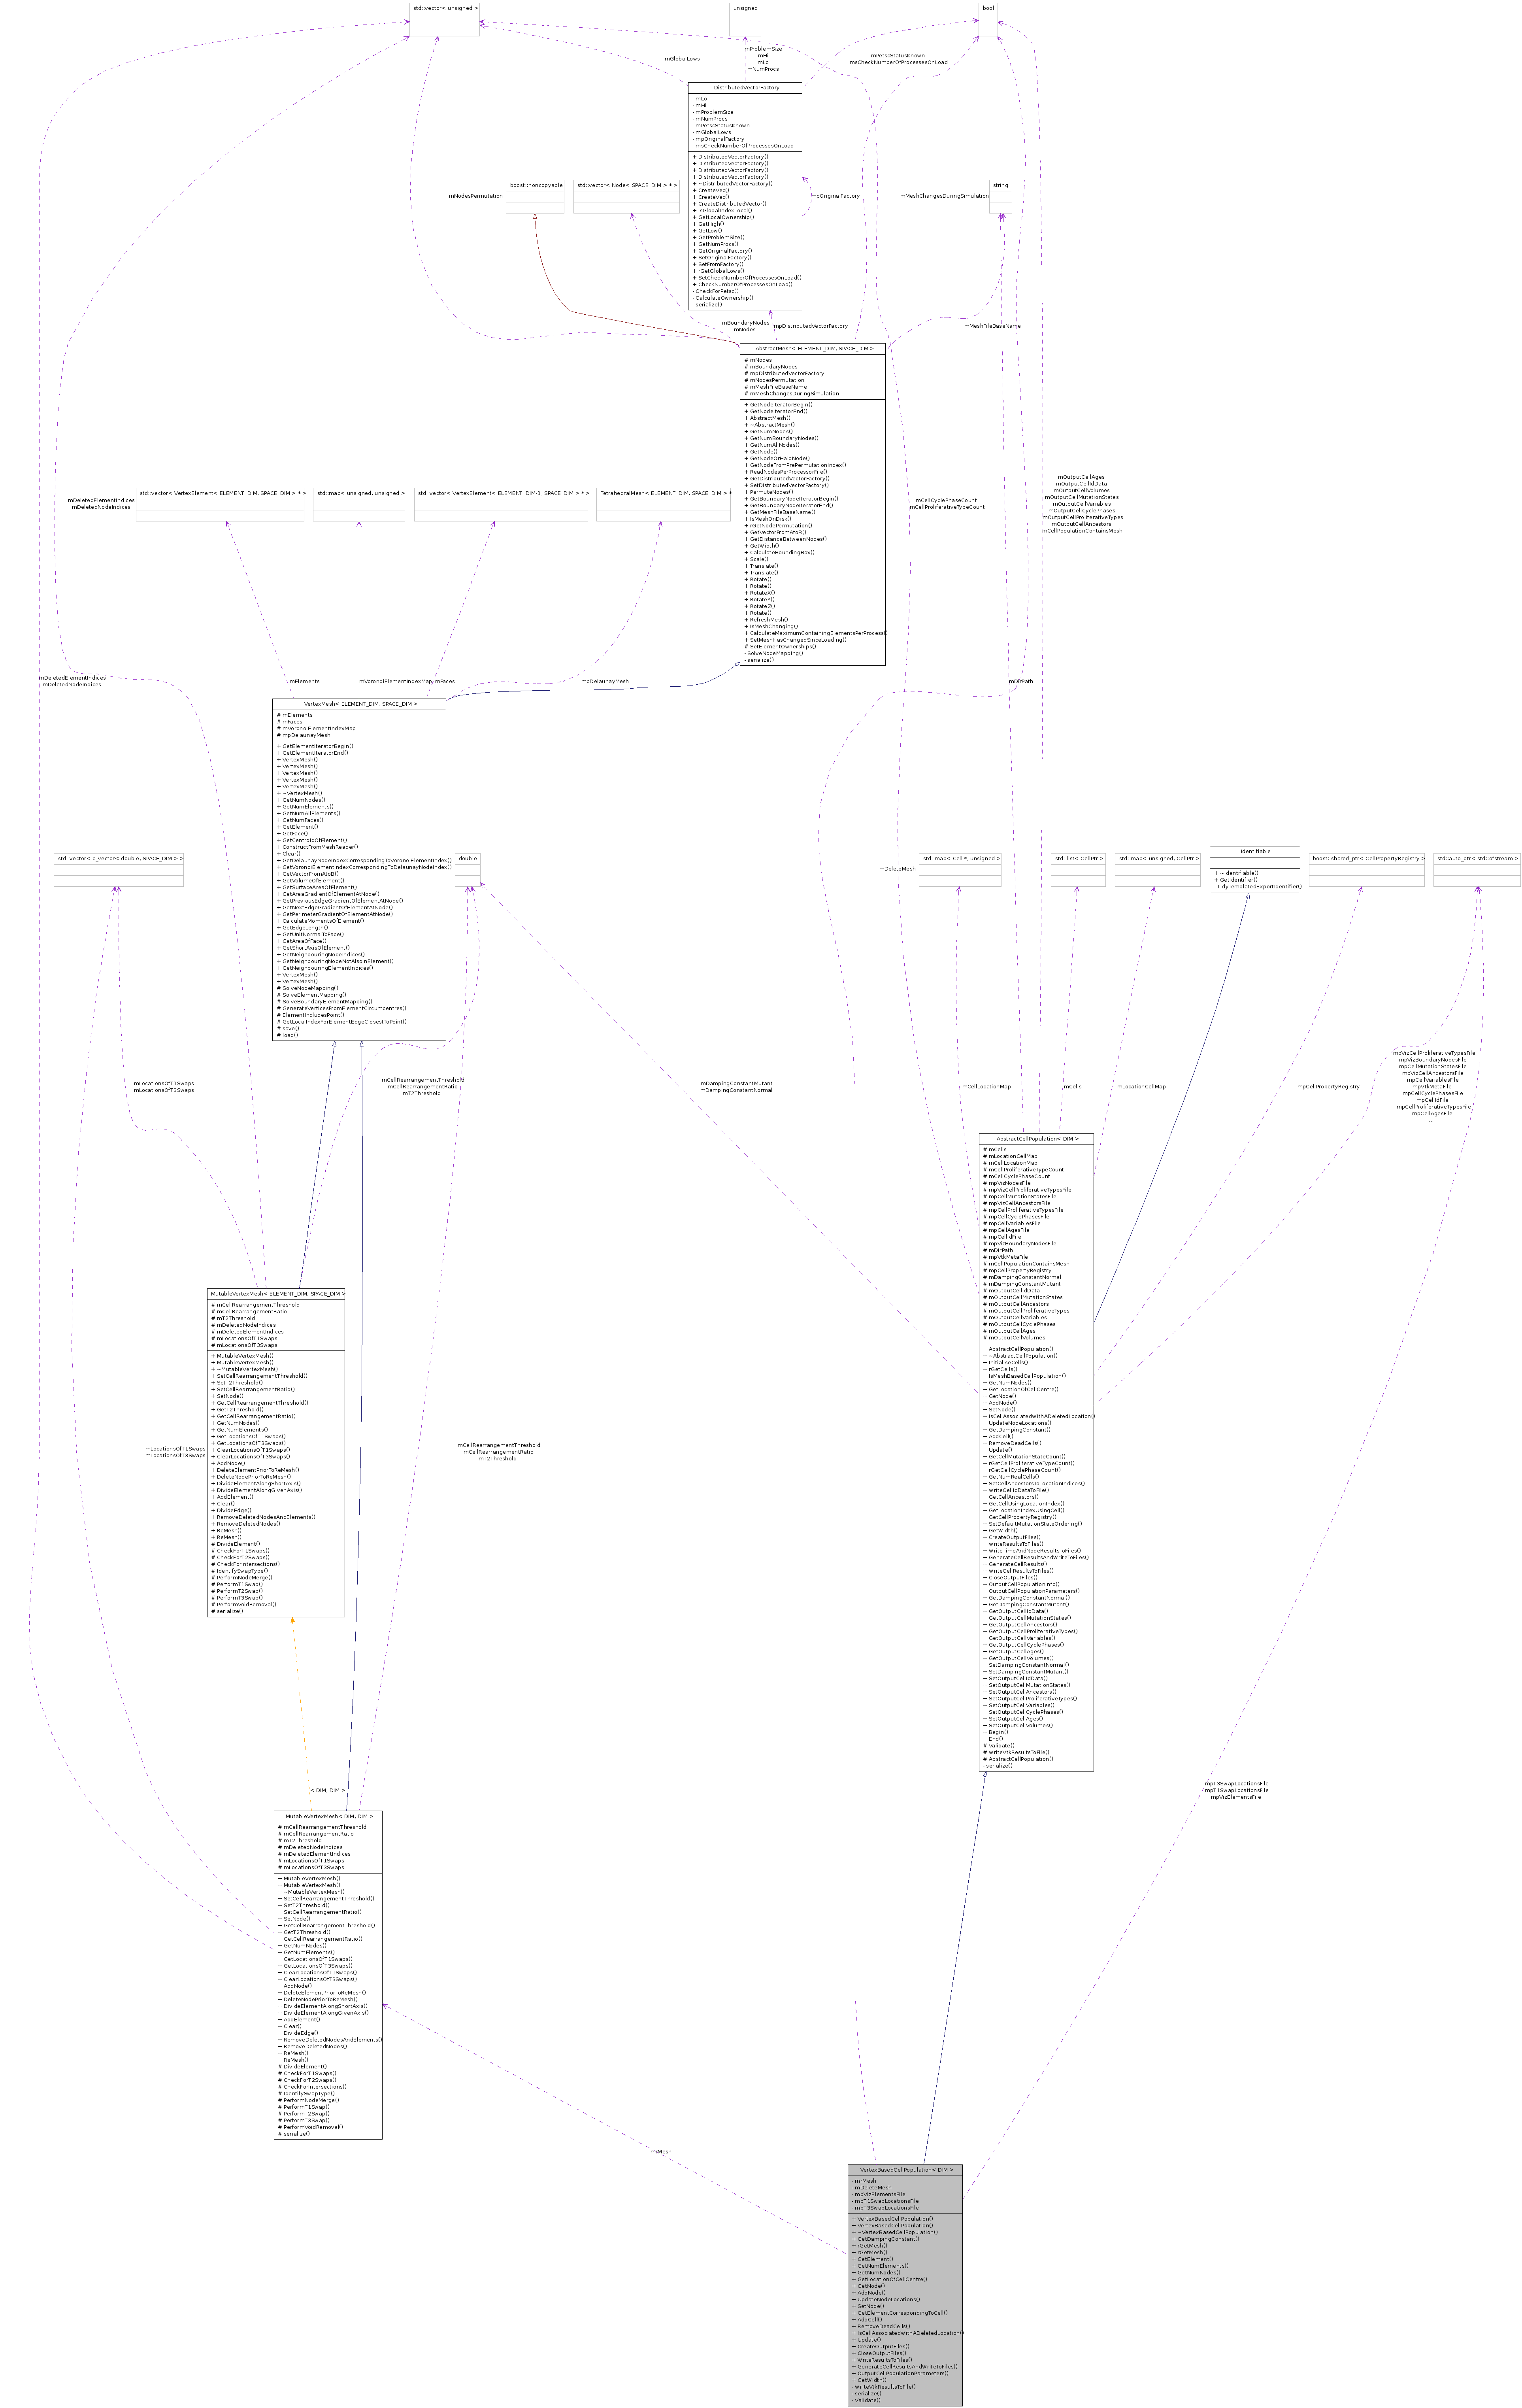 std::vector< unsigned >
unsigned
bool
mProblemSize
mHi
mLo
mNumProcs
mGlobalLows
mPetscStatusKnown
msCheckNumberOfProcessesOnLoad
DistributedVectorFactory
- mLo
- mHi
- mProblemSize
- mNumProcs
- mPetscStatusKnown
- mGlobalLows
- mpOriginalFactory
- msCheckNumberOfProcessesOnLoad
+ DistributedVectorFactory()
+ DistributedVectorFactory()
+ DistributedVectorFactory()
+ DistributedVectorFactory()
+ ~DistributedVectorFactory()
+ CreateVec()
+ CreateVec()
+ CreateDistributedVector()
+ IsGlobalIndexLocal()
+ GetLocalOwnership()
+ GetHigh()
+ GetLow()
+ GetProblemSize()
+ GetNumProcs()
+ GetOriginalFactory()
+ SetOriginalFactory()
+ SetFromFactory()
+ rGetGlobalLows()
+ SetCheckNumberOfProcessesOnLoad()
+ CheckNumberOfProcessesOnLoad()
- CheckForPetsc()
- CalculateOwnership()
- serialize()
mpOriginalFactory
mNodesPermutation
boost::noncopyable
std::vector< Node< SPACE_DIM > * >
mMeshChangesDuringSimulation
string
mBoundaryNodes
mNodes
mpDistributedVectorFactory
mMeshFileBaseName
AbstractMesh< ELEMENT_DIM, SPACE_DIM >
# mNodes
# mBoundaryNodes
# mpDistributedVectorFactory
# mNodesPermutation
# mMeshFileBaseName
# mMeshChangesDuringSimulation
+ GetNodeIteratorBegin()
+ GetNodeIteratorEnd()
+ AbstractMesh()
+ ~AbstractMesh()
+ GetNumNodes()
+ GetNumBoundaryNodes()
+ GetNumAllNodes()
+ GetNode()
+ GetNodeOrHaloNode()
+ GetNodeFromPrePermutationIndex()
+ ReadNodesPerProcessorFile()
+ GetDistributedVectorFactory()
+ SetDistributedVectorFactory()
+ PermuteNodes()
+ GetBoundaryNodeIteratorBegin()
+ GetBoundaryNodeIteratorEnd()
+ GetMeshFileBaseName()
+ IsMeshOnDisk()
+ rGetNodePermutation()
+ GetVectorFromAtoB()
+ GetDistanceBetweenNodes()
+ GetWidth()
+ CalculateBoundingBox()
+ Scale()
+ Translate()
+ Translate()
+ Rotate()
+ Rotate()
+ RotateX()
+ RotateY()
+ RotateZ()
+ Rotate()
+ RefreshMesh()
+ IsMeshChanging()
+ CalculateMaximumContainingElementsPerProcess()
+ SetMeshHasChangedSinceLoading()
# SetElementOwnerships()
- SolveNodeMapping()
- serialize()
mDeletedElementIndices
mDeletedNodeIndices
std::vector< VertexElement< ELEMENT_DIM, SPACE_DIM > * >
std::map< unsigned, unsigned >
std::vector< VertexElement< ELEMENT_DIM-1, SPACE_DIM > * >
TetrahedralMesh< ELEMENT_DIM, SPACE_DIM > *
mCellCyclePhaseCount
mCellProliferativeTypeCount
mOutputCellAges
mOutputCellIdData
mOutputCellVolumes
mOutputCellMutationStates
mOutputCellVariables
mOutputCellCyclePhases
mOutputCellProliferativeTypes
mOutputCellAncestors
mCellPopulationContainsMesh
mDeletedElementIndices
mDeletedNodeIndices
mElements
mVoronoiElementIndexMap
mFaces
mpDelaunayMesh
mDirPath
VertexMesh< ELEMENT_DIM, SPACE_DIM >
# mElements
# mFaces
# mVoronoiElementIndexMap
# mpDelaunayMesh
+ GetElementIteratorBegin()
+ GetElementIteratorEnd()
+ VertexMesh()
+ VertexMesh()
+ VertexMesh()
+ VertexMesh()
+ VertexMesh()
+ ~VertexMesh()
+ GetNumNodes()
+ GetNumElements()
+ GetNumAllElements()
+ GetNumFaces()
+ GetElement()
+ GetFace()
+ GetCentroidOfElement()
+ ConstructFromMeshReader()
+ Clear()
+ GetDelaunayNodeIndexCorrespondingToVoronoiElementIndex()
+ GetVoronoiElementIndexCorrespondingToDelaunayNodeIndex()
+ GetVectorFromAtoB()
+ GetVolumeOfElement()
+ GetSurfaceAreaOfElement()
+ GetAreaGradientOfElementAtNode()
+ GetPreviousEdgeGradientOfElementAtNode()
+ GetNextEdgeGradientOfElementAtNode()
+ GetPerimeterGradientOfElementAtNode()
+ CalculateMomentsOfElement()
+ GetEdgeLength()
+ GetUnitNormalToFace()
+ GetAreaOfFace()
+ GetShortAxisOfElement()
+ GetNeighbouringNodeIndices()
+ GetNeighbouringNodeNotAlsoInElement()
+ GetNeighbouringElementIndices()
+ VertexMesh()
+ VertexMesh()
# SolveNodeMapping()
# SolveElementMapping()
# SolveBoundaryElementMapping()
# GenerateVerticesFromElementCircumcentres()
# ElementIncludesPoint()
# GetLocalIndexForElementEdgeClosestToPoint()
# save()
# load()
std::vector< c_vector< double, SPACE_DIM > >
double
mDeleteMesh
std::map< Cell *, unsigned >
std::list< CellPtr >
std::map< unsigned, CellPtr >
Identifiable
+ ~Identifiable()
+ GetIdentifier()
- TidyTemplatedExportIdentifier()
boost::shared_ptr< CellPropertyRegistry >
std::auto_ptr< std::ofstream >
mLocationsOfT1Swaps
mLocationsOfT3Swaps
mCellRearrangementThreshold
mCellRearrangementRatio
mT2Threshold
mDampingConstantMutant
mDampingConstantNormal
mCellLocationMap
mCells
mLocationCellMap
mpCellPropertyRegistry
mpVizCellProliferativeTypesFile
mpVizBoundaryNodesFile
mpCellMutationStatesFile
mpVizCellAncestorsFile
mpCellVariablesFile
mpVtkMetaFile
mpCellCyclePhasesFile
mpCellIdFile
mpCellProliferativeTypesFile
mpCellAgesFile
...
AbstractCellPopulation< DIM >
# mCells
# mLocationCellMap
# mCellLocationMap
# mCellProliferativeTypeCount
# mCellCyclePhaseCount
# mpVizNodesFile
# mpVizCellProliferativeTypesFile
# mpCellMutationStatesFile
# mpVizCellAncestorsFile
# mpCellProliferativeTypesFile
# mpCellCyclePhasesFile
# mpCellVariablesFile
# mpCellAgesFile
# mpCellIdFile
# mpVizBoundaryNodesFile
# mDirPath
# mpVtkMetaFile
# mCellPopulationContainsMesh
# mpCellPropertyRegistry
# mDampingConstantNormal
# mDampingConstantMutant
# mOutputCellIdData
# mOutputCellMutationStates
# mOutputCellAncestors
# mOutputCellProliferativeTypes
# mOutputCellVariables
# mOutputCellCyclePhases
# mOutputCellAges
# mOutputCellVolumes
+ AbstractCellPopulation()
+ ~AbstractCellPopulation()
+ InitialiseCells()
+ rGetCells()
+ IsMeshBasedCellPopulation()
+ GetNumNodes()
+ GetLocationOfCellCentre()
+ GetNode()
+ AddNode()
+ SetNode()
+ IsCellAssociatedWithADeletedLocation()
+ UpdateNodeLocations()
+ GetDampingConstant()
+ AddCell()
+ RemoveDeadCells()
+ Update()
+ GetCellMutationStateCount()
+ rGetCellProliferativeTypeCount()
+ rGetCellCyclePhaseCount()
+ GetNumRealCells()
+ SetCellAncestorsToLocationIndices()
+ WriteCellIdDataToFile()
+ GetCellAncestors()
+ GetCellUsingLocationIndex()
+ GetLocationIndexUsingCell()
+ GetCellPropertyRegistry()
+ SetDefaultMutationStateOrdering()
+ GetWidth()
+ CreateOutputFiles()
+ WriteResultsToFiles()
+ WriteTimeAndNodeResultsToFiles()
+ GenerateCellResultsAndWriteToFiles()
+ GenerateCellResults()
+ WriteCellResultsToFiles()
+ CloseOutputFiles()
+ OutputCellPopulationInfo()
+ OutputCellPopulationParameters()
+ GetDampingConstantNormal()
+ GetDampingConstantMutant()
+ GetOutputCellIdData()
+ GetOutputCellMutationStates()
+ GetOutputCellAncestors()
+ GetOutputCellProliferativeTypes()
+ GetOutputCellVariables()
+ GetOutputCellCyclePhases()
+ GetOutputCellAges()
+ GetOutputCellVolumes()
+ SetDampingConstantNormal()
+ SetDampingConstantMutant()
+ SetOutputCellIdData()
+ SetOutputCellMutationStates()
+ SetOutputCellAncestors()
+ SetOutputCellProliferativeTypes()
+ SetOutputCellVariables()
+ SetOutputCellCyclePhases()
+ SetOutputCellAges()
+ SetOutputCellVolumes()
+ Begin()
+ End()
# Validate()
# WriteVtkResultsToFile()
# AbstractCellPopulation()
- serialize()
MutableVertexMesh< ELEMENT_DIM, SPACE_DIM >
# mCellRearrangementThreshold
# mCellRearrangementRatio
# mT2Threshold
# mDeletedNodeIndices
# mDeletedElementIndices
# mLocationsOfT1Swaps
# mLocationsOfT3Swaps
+ MutableVertexMesh()
+ MutableVertexMesh()
+ ~MutableVertexMesh()
+ SetCellRearrangementThreshold()
+ SetT2Threshold()
+ SetCellRearrangementRatio()
+ SetNode()
+ GetCellRearrangementThreshold()
+ GetT2Threshold()
+ GetCellRearrangementRatio()
+ GetNumNodes()
+ GetNumElements()
+ GetLocationsOfT1Swaps()
+ GetLocationsOfT3Swaps()
+ ClearLocationsOfT1Swaps()
+ ClearLocationsOfT3Swaps()
+ AddNode()
+ DeleteElementPriorToReMesh()
+ DeleteNodePriorToReMesh()
+ DivideElementAlongShortAxis()
+ DivideElementAlongGivenAxis()
+ AddElement()
+ Clear()
+ DivideEdge()
+ RemoveDeletedNodesAndElements()
+ RemoveDeletedNodes()
+ ReMesh()
+ ReMesh()
# DivideElement()
# CheckForT1Swaps()
# CheckForT2Swaps()
# CheckForIntersections()
# IdentifySwapType()
# PerformNodeMerge()
# PerformT1Swap()
# PerformT2Swap()
# PerformT3Swap()
# PerformVoidRemoval()
# serialize()
mLocationsOfT1Swaps
mLocationsOfT3Swaps
mCellRearrangementThreshold
mCellRearrangementRatio
mT2Threshold
< DIM, DIM >
mpT3SwapLocationsFile
mpT1SwapLocationsFile
mpVizElementsFile
MutableVertexMesh< DIM, DIM >
# mCellRearrangementThreshold
# mCellRearrangementRatio
# mT2Threshold
# mDeletedNodeIndices
# mDeletedElementIndices
# mLocationsOfT1Swaps
# mLocationsOfT3Swaps
+ MutableVertexMesh()
+ MutableVertexMesh()
+ ~MutableVertexMesh()
+ SetCellRearrangementThreshold()
+ SetT2Threshold()
+ SetCellRearrangementRatio()
+ SetNode()
+ GetCellRearrangementThreshold()
+ GetT2Threshold()
+ GetCellRearrangementRatio()
+ GetNumNodes()
+ GetNumElements()
+ GetLocationsOfT1Swaps()
+ GetLocationsOfT3Swaps()
+ ClearLocationsOfT1Swaps()
+ ClearLocationsOfT3Swaps()
+ AddNode()
+ DeleteElementPriorToReMesh()
+ DeleteNodePriorToReMesh()
+ DivideElementAlongShortAxis()
+ DivideElementAlongGivenAxis()
+ AddElement()
+ Clear()
+ DivideEdge()
+ RemoveDeletedNodesAndElements()
+ RemoveDeletedNodes()
+ ReMesh()
+ ReMesh()
# DivideElement()
# CheckForT1Swaps()
# CheckForT2Swaps()
# CheckForIntersections()
# IdentifySwapType()
# PerformNodeMerge()
# PerformT1Swap()
# PerformT2Swap()
# PerformT3Swap()
# PerformVoidRemoval()
# serialize()
mrMesh
VertexBasedCellPopulation< DIM >
- mrMesh
- mDeleteMesh
- mpVizElementsFile
- mpT1SwapLocationsFile
- mpT3SwapLocationsFile
+ VertexBasedCellPopulation()
+ VertexBasedCellPopulation()
+ ~VertexBasedCellPopulation()
+ GetDampingConstant()
+ rGetMesh()
+ rGetMesh()
+ GetElement()
+ GetNumElements()
+ GetNumNodes()
+ GetLocationOfCellCentre()
+ GetNode()
+ AddNode()
+ UpdateNodeLocations()
+ SetNode()
+ GetElementCorrespondingToCell()
+ AddCell()
+ RemoveDeadCells()
+ IsCellAssociatedWithADeletedLocation()
+ Update()
+ CreateOutputFiles()
+ CloseOutputFiles()
+ WriteResultsToFiles()
+ GenerateCellResultsAndWriteToFiles()
+ OutputCellPopulationParameters()
+ GetWidth()
- WriteVtkResultsToFile()
- serialize()
- Validate()